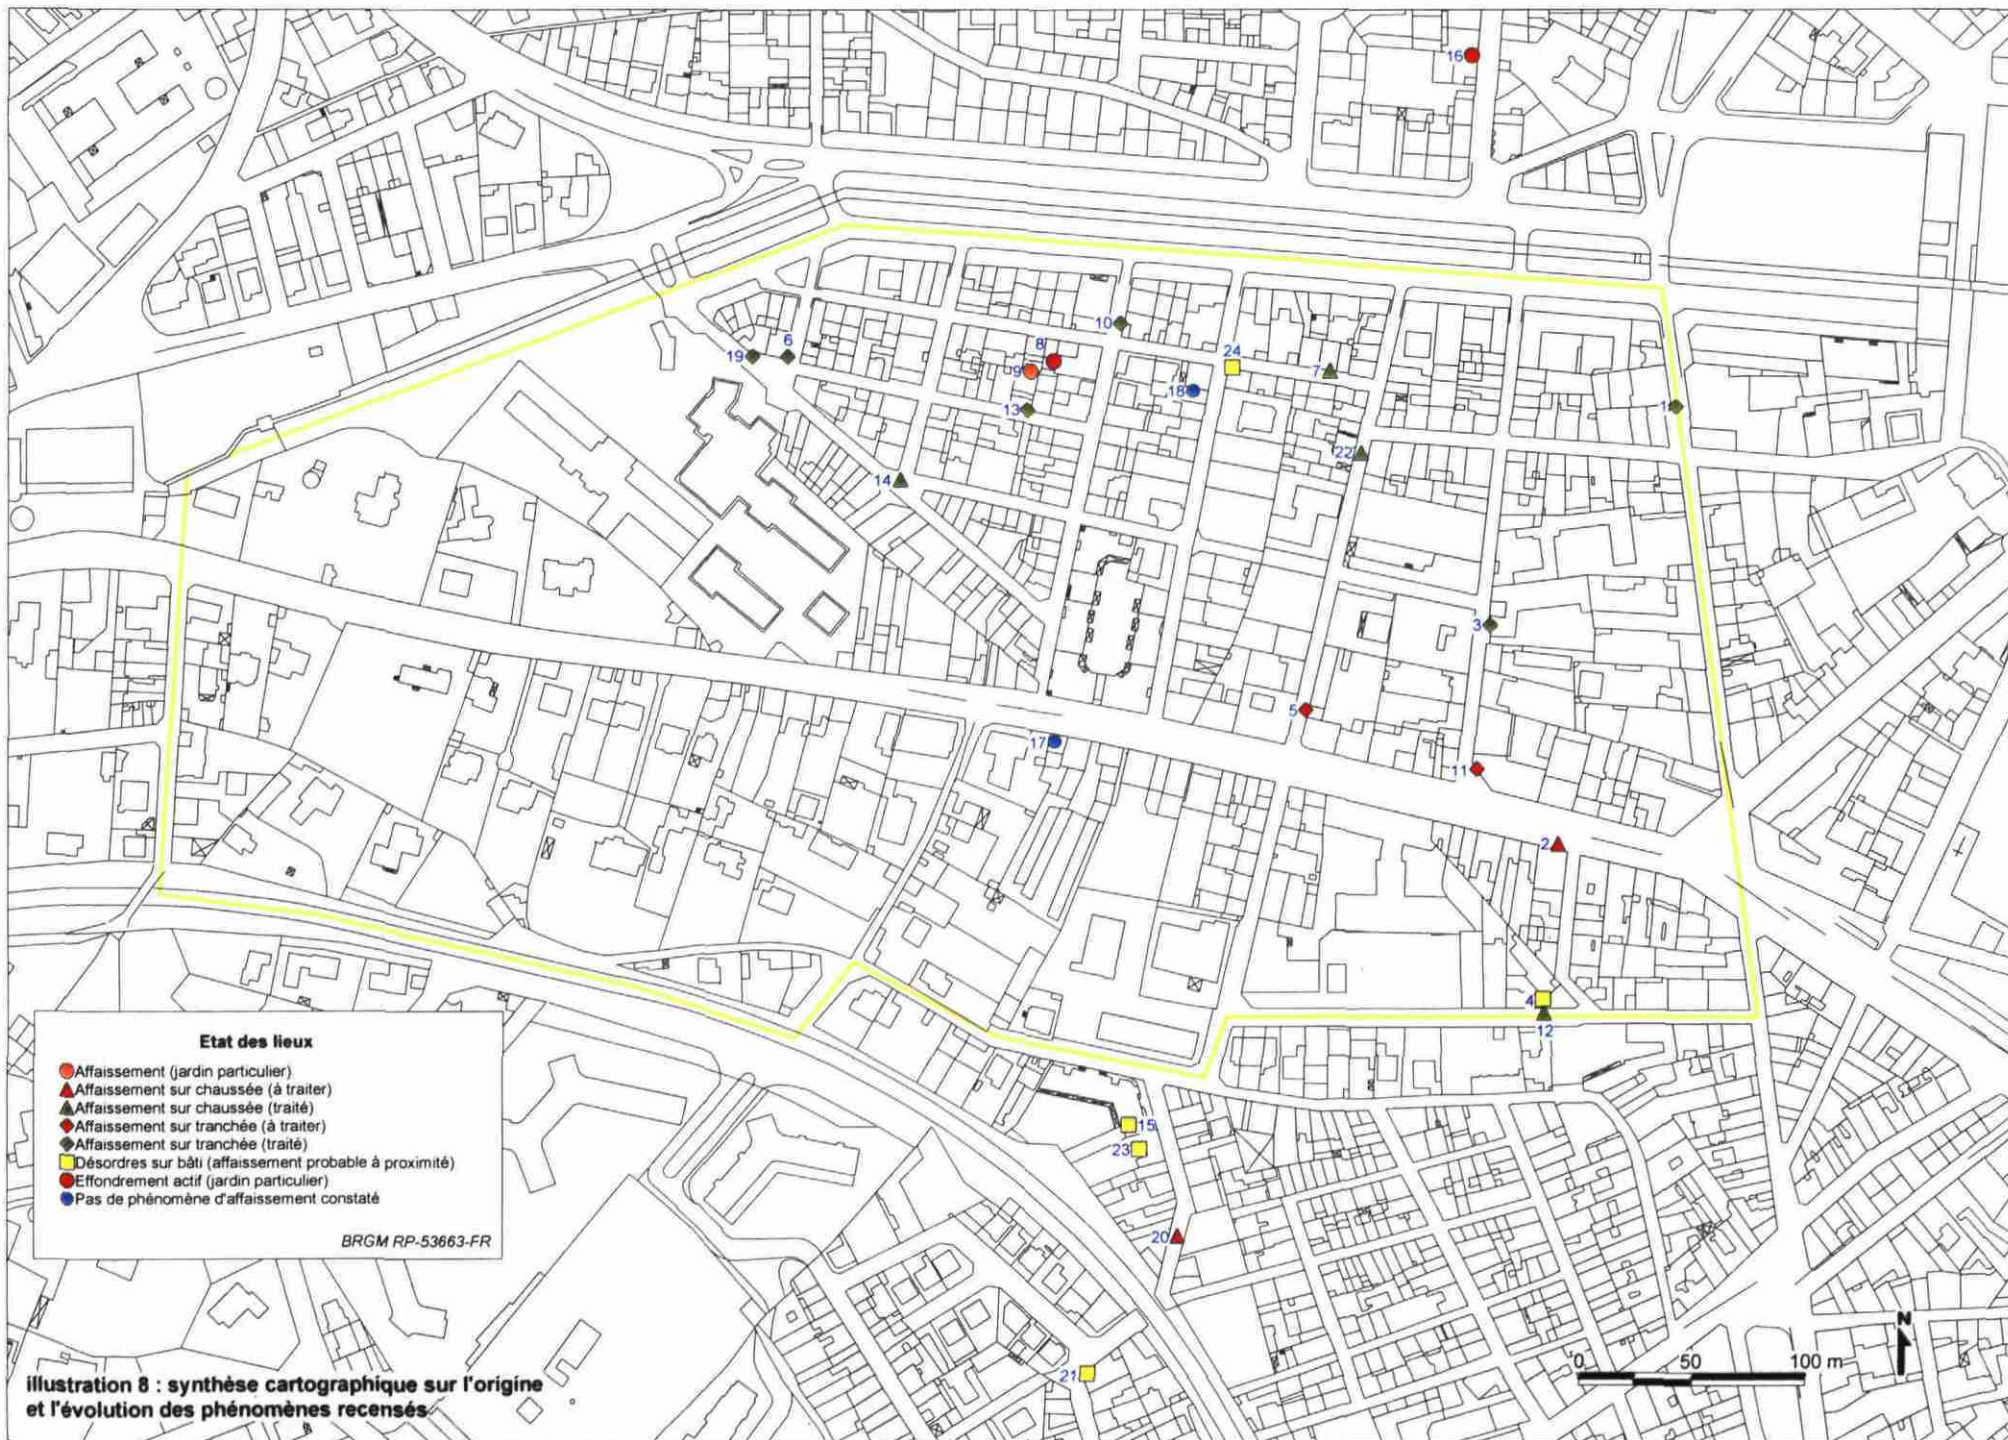 16
10
6
19
8
9
24
7
18
13
1
22
14
3
5
17
11
2
4
12
Etat des lieux
Affaissement (jardin particulier)
Affaissement sur chaussée (à traiter)
Affaissement sur chaussée (traité)
Affaissement sur tranchée (à traiter)
Affaissement sur tranchée (traité)
Désordres sur bâti (affaissement probable à proximité)
Effondrement actif (jardin particulier)
Pas de phénomène d'affaissement constaté
BRGM RP-53663-FR
15
23
20
21
N
0 50 100 m
illustration 8 : synthèse cartographique sur l'origine
et l'évolution des phénomènes recensés